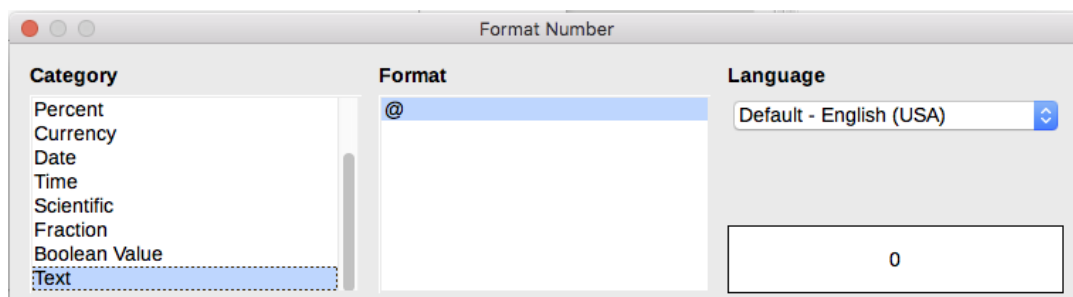 Format Number
Category
Format
Language
Percent
Currency
Date
Time
Scientific
Fraction
Boolean Value
Text
@
Default - English (USA)
0